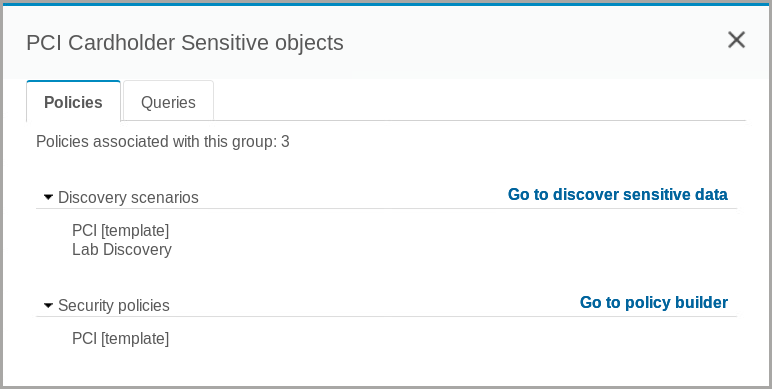 PCI Cardholder Sensitive objects
Policies Queries
Policies associated with this group: 3
Discovery scenarios Go to discover sensitive data
PCI [template]
Lab Discovery
Security policies Go to policy builder
PCI [template]